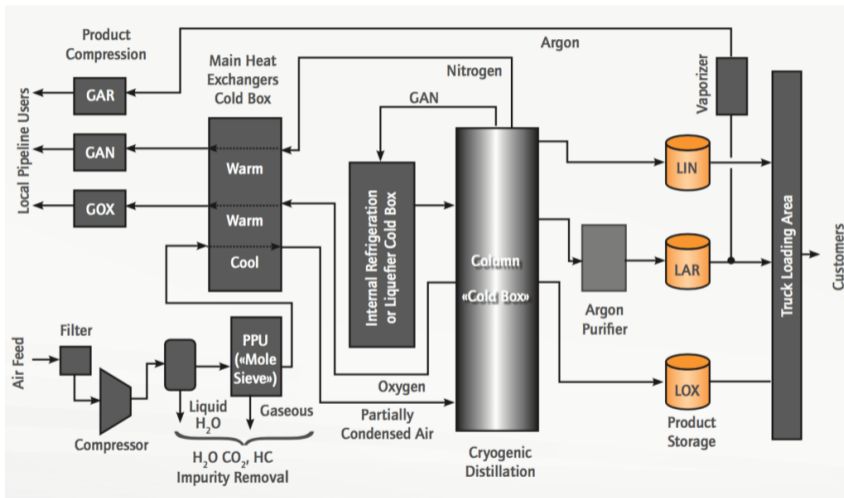 Product
Compression
Argon
Main Heat
Exchangers
Cold Box
Nitrogen
GAN
Vaporizer
Local Pipeline Users
GAR
GAN
GOX
Warm
Warm
Cool
Internal Refrigeration
or Liquefier Cold Box
Column
«Cold Box»
LIN
LAR
LOX
Argon
Purifier
Truck Loading Area
Customers
Air Feed
Filter
Compressor
PPU
(«Mole
Sieve»)
Liquid
H₂O
Gaseous
H₂O CO₂, HC
Impurity Removal
Oxygen
Partially
Condensed Air
Cryogenic
Distillation
Product
Storage